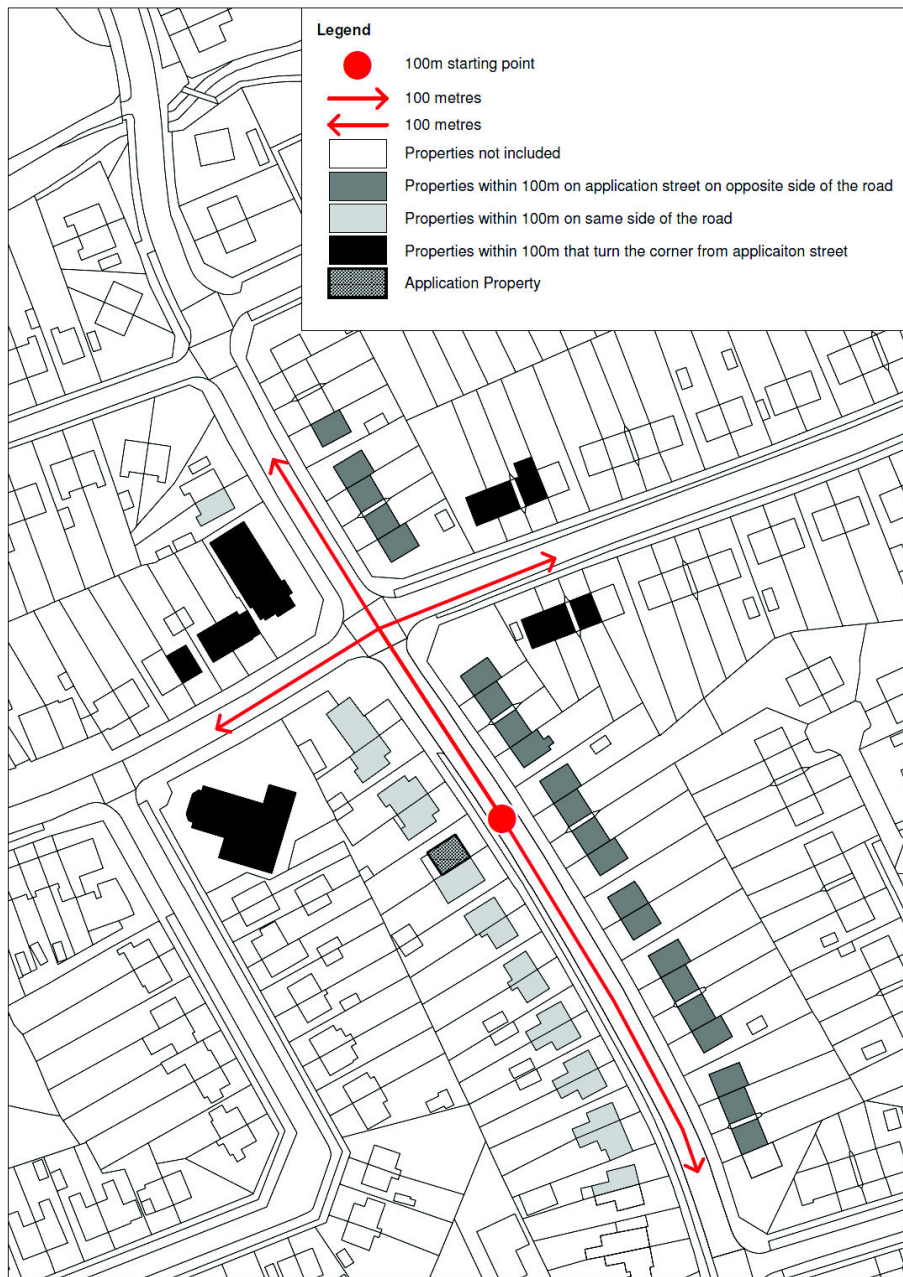 Legend
100m starting point
100 metres
100 metres
Properties not included
Properties within 100m on application street on opposite side of the road
Properties within 100m on same side of the road
Properties within 100m that turn the corner from applicaiton street
Application Property